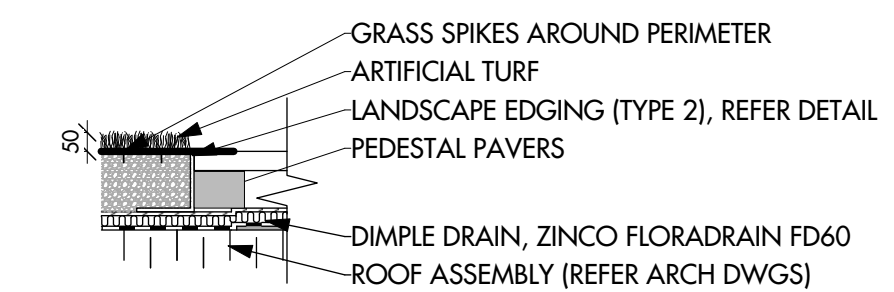 GRASS SPIKES AROUND PERIMETER
ARTIFICIAL TURF
LANDSCAPE EDGING (TYPE 2), REFER DETAIL
50
PEDESTAL PAVERS
DIMPLE DRAIN, ZINCO FLORADRAIN FD60
ROOF ASSEMBLY (REFER ARCH DWGS)